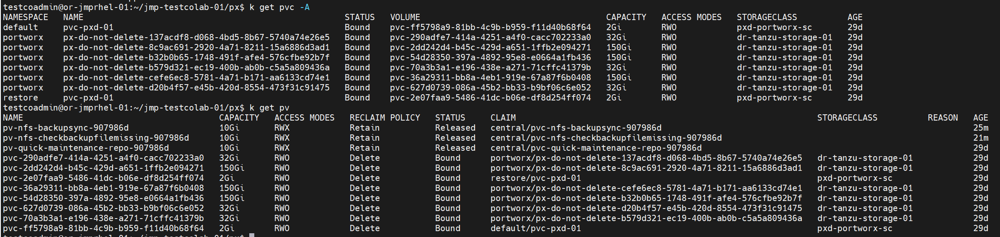 testcoadmin@or-jmprhel-01:~/jmp-testcolab-01/px$ k get pvc -A
NAMESPACE NAME STATUS VOLUME CAPACITY ACCESS MODES STORAGECLASS AGE
default pvc-pxd-01 Bound pvc-ff5798a9-81bb-4c9b-b959-f11d40b68f64 2Gi RWO pxd-portworx-sc 29d
portworx px-do-not-delete-137acdf8-d068-4bd5-8b67-5740a74e26e5 Bound pvc-290adfe7-414a-4251-a4f0-cacc702233a0 32Gi RWO dr-tanzu-storage-01 29d
portworx px-do-not-delete-8c9ac691-2920-4a71-8211-15a6886d3ad1 Bound pvc-2dd242d4-b45c-429d-a651-1ffb2e094271 150Gi RWO dr-tanzu-storage-01 29d
portworx px-do-not-delete-b32b0b65-1748-491f-afe4-576cfbe92b7f Bound pvc-54d28350-397a-4892-95e8-e0664a1fb436 150Gi RWO dr-tanzu-storage-01 29d
portworx px-do-not-delete-b579d321-ec19-400b-ab0b-c5a5a809436a Bound pvc-70a3b3a1-e196-438e-a271-71cffc41379b 32Gi RWO dr-tanzu-storage-01 29d
portworx px-do-not-delete-cefe6ec8-5781-4a71-b171-aa6133cd74e1 Bound pvc-36a29311-bb8a-4eb1-919e-67a87f6b0408 150Gi RWO dr-tanzu-storage-01 29d
portworx px-do-not-delete-d20b4f57-e45b-420d-8554-473f31c91475 Bound pvc-627d0739-086a-45b2-bb33-b9bf06c6e052 32Gi RWO dr-tanzu-storage-01 29d
restore pvc-pxd-01 Bound pvc-2e07faa9-5486-41dc-b06e-df8d254ff074 2Gi RWO pxd-portworx-sc 29d
testcoadmin@or-jmprhel-01:~/jmp-testcolab-01/px$ k get pv
NAME CAPACITY ACCESS MODES RECLAIM POLICY STATUS CLAIM STORAGECLASS REASON AGE
pv-nfs-backupsync-907986d 10Gi RWX Retain Released central/pvc-nfs-backupsync-907986d 25m
pv-nfs-checkbackupfilemissing-907986d 10Gi RWX Retain Released central/pvc-nfs-checkbackupfilemissing-907986d 21m
pv-quick-maintenance-repo-907986d 10Gi RWX Retain Released central/pvc-quick-maintenance-repo-907986d 29d
pvc-290adfe7-414a-4251-a4f0-cacc702233a0 32Gi RWO Delete Bound portworx/px-do-not-delete-137acdf8-d068-4bd5-8b67-5740a74e26e5 dr-tanzu-storage-01 29d
pvc-2dd242d4-b45c-429d-a651-1ffb2e094271 150Gi RWO Delete Bound portworx/px-do-not-delete-8c9ac691-2920-4a71-8211-15a6886d3ad1 dr-tanzu-storage-01 29d
pvc-2e07faa9-5486-41dc-b06e-df8d254ff074 2Gi RWO Delete Bound restore/pvc-pxd-01 pxd-portworx-sc 29d
pvc-36a29311-bb8a-4eb1-919e-67a87f6b0408 150Gi RWO Delete Bound portworx/px-do-not-delete-cefe6ec8-5781-4a71-b171-aa6133cd74e1 dr-tanzu-storage-01 29d
pvc-54d28350-397a-4892-95e8-e0664a1fb436 150Gi RWO Delete Bound portworx/px-do-not-delete-b32b0b65-1748-491f-afe4-576cfbe92b7f dr-tanzu-storage-01 29d
pvc-627d0739-086a-45b2-bb33-b9bf06c6e052 32Gi RWO Delete Bound portworx/px-do-not-delete-d20b4f57-e45b-420d-8554-473f31c91475 dr-tanzu-storage-01 29d
pvc-70a3b3a1-e196-438e-a271-71cffc41379b 32Gi RWO Delete Bound portworx/px-do-not-delete-b579d321-ec19-400b-ab0b-c5a5a809436a dr-tanzu-storage-01 29d
pvc-ff5798a9-81bb-4c9b-b959-f11d40b68f64 2Gi RWO Delete Bound default/pvc-pxd-01 pxd-portworx-sc 29d
testcoadmin@or-jmprhel-01:~/jmp-testcolab-01/px$